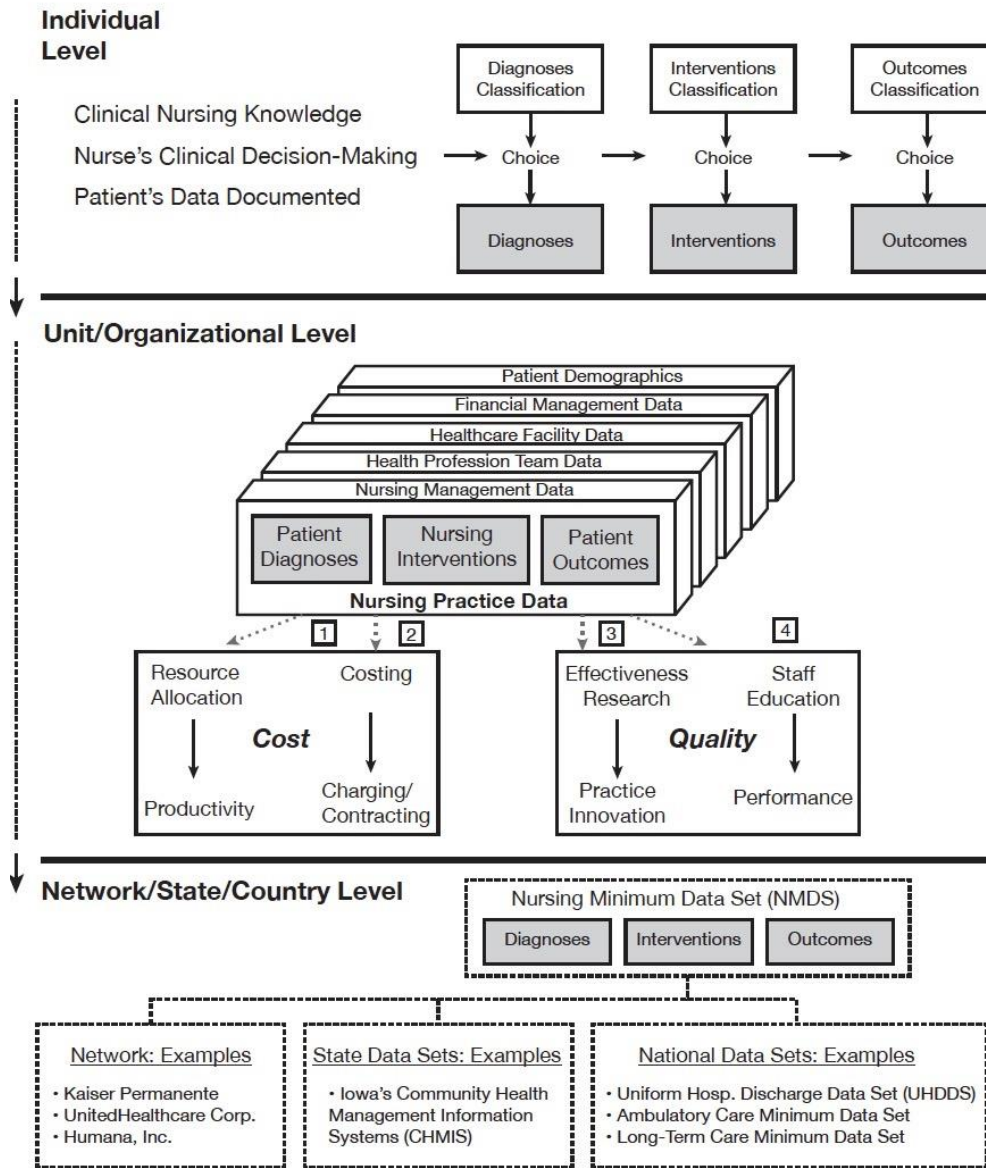 Individual
Level
Clinical Nursing Knowledge
Nurse's Clinical Decision-Making
Patient's Data Documented
Diagnoses
Classification
Interventions
Classification
Outcomes
Classification
Choice
Choice
Choice
Diagnoses
Interventions
Outcomes
Unit/Organizational Level
Patient Demographics
Financial Management Data
Healthcare Facility Data
Health Profession Team Data
Nursing Management Data
Patient
Diagnoses
Nursing
Interventions
Patient
Outcomes
Nursing Practice Data
1
2
3
4
Resource
Allocation
Costing
Cost
Productivity
Charging/
Contracting
Effectiveness
Research
Staff
Education
Quality
Practice
Innovation
Performance
Network/State/Country Level
Nursing Minimum Data Set (NMDS)
Diagnoses
Interventions
Outcomes
Network: Examples
• Kaiser Permanente
• UnitedHealthcare Corp.
• Humana, Inc.
State Data Sets: Examples
• Iowa's Community Health
Management Information
Systems (CHMIS)
National Data Sets: Examples
• Uniform Hosp. Discharge Data Set (UHDDS)
• Ambulatory Care Minimum Data Set
• Long-Term Care Minimum Data Set